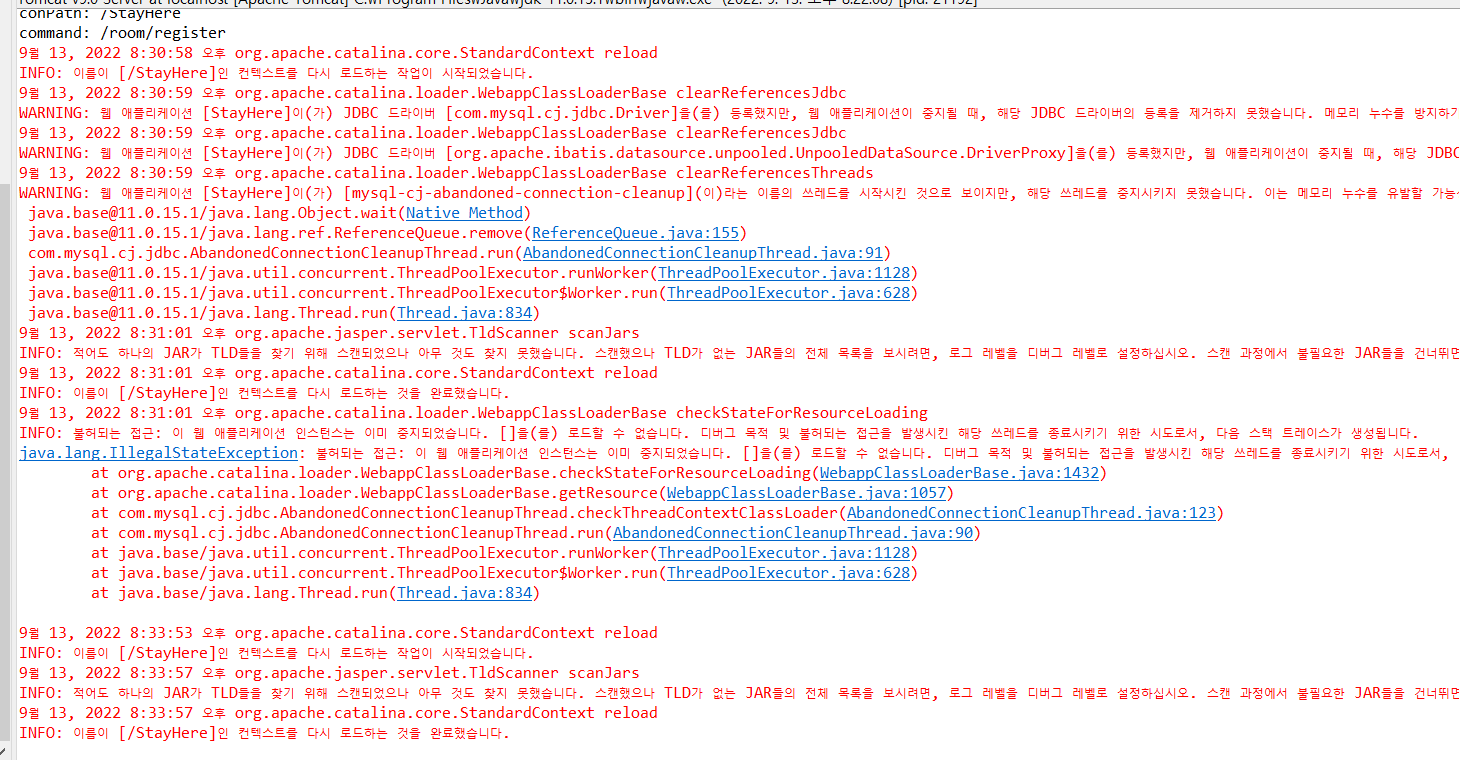 Tomcat v9.0 Server at localhost [Apache Tomcat] C:\Program Files\Java\jdk-11.0.15.1\bin\javaw.exe (2022. 9. 13. 오후 8:22:08) [pid: 21192]
conPath: /StayHere
command: /room/register
9월 13, 2022 8:30:58 오후 org.apache.catalina.core.StandardContext reload
INFO: 이름이 [/StayHere]인 컨텍스트를 다시 로드하는 작업이 시작되었습니다.
9월 13, 2022 8:30:59 오후 org.apache.catalina.loader.WebappClassLoaderBase clearReferencesJdbc
WARNING: 웹 애플리케이션 [StayHere]이(가) JDBC 드라이버 [com.mysql.cj.jdbc.Driver]을(를) 등록했지만, 웹 애플리케이션이 중지될 때, 해당 JDBC 드라이버의 등록을 제거하지 못했습니다. 메모리 누수를 방지하기
9월 13, 2022 8:30:59 오후 org.apache.catalina.loader.WebappClassLoaderBase clearReferencesJdbc
WARNING: 웹 애플리케이션 [StayHere]이(가) JDBC 드라이버 [org.apache.ibatis.datasource.unpooled.UnpooledDataSource.DriverProxy]을(를) 등록했지만, 웹 애플리케이션이 중지될 때, 해당 JDBC
9월 13, 2022 8:30:59 오후 org.apache.catalina.loader.WebappClassLoaderBase clearReferencesThreads
WARNING: 웹 애플리케이션 [StayHere]이(가) [mysql-cj-abandoned-connection-cleanup](이)라는 이름의 쓰레드를 시작시킨 것으로 보이지만, 해당 쓰레드를 중지시키지 못했습니다. 이는 메모리 누수를 유발할 가능
java.base@11.0.15.1/java.lang.Object.wait(Native Method)
java.base@11.0.15.1/java.lang.ref.ReferenceQueue.remove(ReferenceQueue.java:155)
com.mysql.cj.jdbc.AbandonedConnectionCleanupThread.run(AbandonedConnectionCleanupThread.java:91)
java.base@11.0.15.1/java.util.concurrent.ThreadPoolExecutor.runWorker(ThreadPoolExecutor.java:1128)
java.base@11.0.15.1/java.util.concurrent.ThreadPoolExecutor$Worker.run(ThreadPoolExecutor.java:628)
java.base@11.0.15.1/java.lang.Thread.run(Thread.java:834)
9월 13, 2022 8:31:01 오후 org.apache.jasper.servlet.TldScanner scanJars
INFO: 적어도 하나의 JAR가 TLD들을 찾기 위해 스캔되었으나 아무 것도 찾지 못했습니다. 스캔했으나 TLD가 없는 JAR들의 전체 목록을 보시려면, 로그 레벨을 디버그 레벨로 설정하십시오. 스캔 과정에서 불필요한 JAR들을 건너뛰면
9월 13, 2022 8:31:01 오후 org.apache.catalina.core.StandardContext reload
INFO: 이름이 [/StayHere]인 컨텍스트를 다시 로드하는 것을 완료했습니다.
9월 13, 2022 8:31:01 오후 org.apache.catalina.loader.WebappClassLoaderBase checkStateForResourceLoading
INFO: 불허되는 접근: 이 웹 애플리케이션 인스턴스는 이미 중지되었습니다. []을(를) 로드할 수 없습니다. 디버그 목적 및 불허되는 접근을 발생시킨 해당 쓰레드를 종료시키기 위한 시도로서, 다음 스택 트레이스가 생성됩니다.
java.lang.IllegalStateException: 불허되는 접근: 이 웹 애플리케이션 인스턴스는 이미 중지되었습니다. []을(를) 로드할 수 없습니다. 디버그 목적 및 불허되는 접근을 발생시킨 해당 쓰레드를 종료시키기 위한 시도로서,
at org.apache.catalina.loader.WebappClassLoaderBase.checkStateForResourceLoading(WebappClassLoaderBase.java:1432)
at org.apache.catalina.loader.WebappClassLoaderBase.getResource(WebappClassLoaderBase.java:1057)
at com.mysql.cj.jdbc.AbandonedConnectionCleanupThread.checkThreadContextClassLoader(AbandonedConnectionCleanupThread.java:123)
at com.mysql.cj.jdbc.AbandonedConnectionCleanupThread.run(AbandonedConnectionCleanupThread.java:90)
at java.base/java.util.concurrent.ThreadPoolExecutor.runWorker(ThreadPoolExecutor.java:1128)
at java.base/java.util.concurrent.ThreadPoolExecutor$Worker.run(ThreadPoolExecutor.java:628)
at java.base/java.lang.Thread.run(Thread.java:834)
9월 13, 2022 8:33:53 오후 org.apache.catalina.core.StandardContext reload
INFO: 이름이 [/StayHere]인 컨텍스트를 다시 로드하는 작업이 시작되었습니다.
9월 13, 2022 8:33:57 오후 org.apache.jasper.servlet.TldScanner scanJars
INFO: 적어도 하나의 JAR가 TLD들을 찾기 위해 스캔되었으나 아무 것도 찾지 못했습니다. 스캔했으나 TLD가 없는 JAR들의 전체 목록을 보시려면, 로그 레벨을 디버그 레벨로 설정하십시오. 스캔 과정에서 불필요한 JAR들을 건너뛰면
9월 13, 2022 8:33:57 오후 org.apache.catalina.core.StandardContext reload
INFO: 이름이 [/StayHere]인 컨텍스트를 다시 로드하는 것을 완료했습니다.